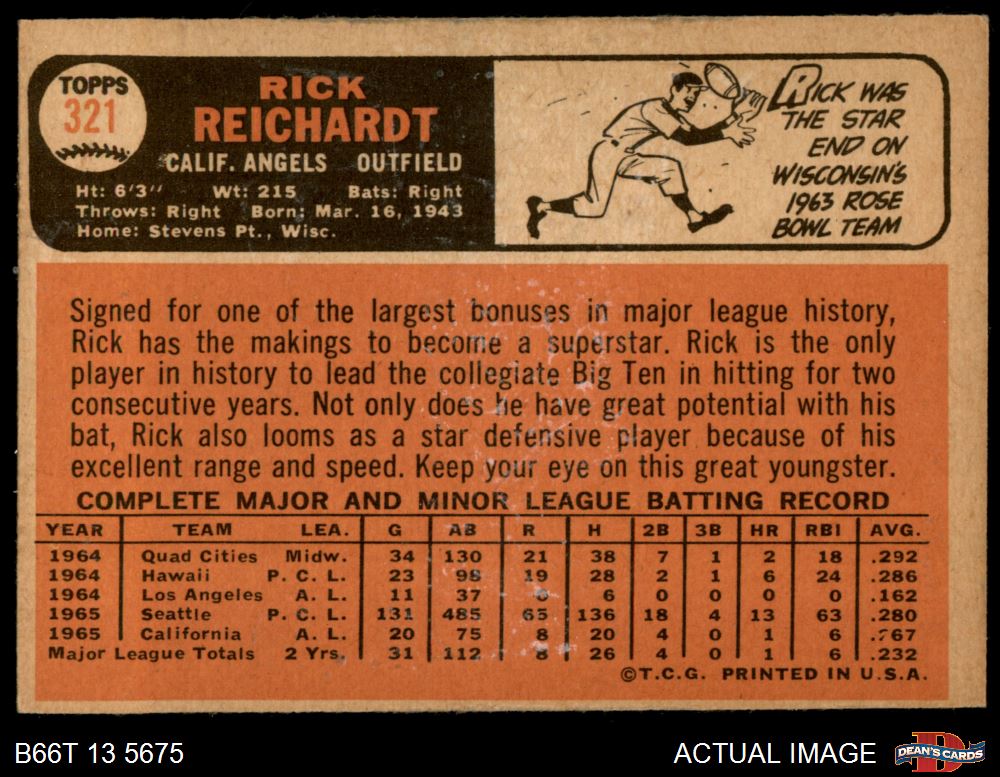 TOPPS
321
RICK
REICHARDT
CALIF. ANGELS OUTFIELD
Ht: 6'3" Wt: 215 Bats: Right
Throws: Right Born: Mar. 16, 1943
Home: Stevens Pt., Wisc.
RICK WAS
THE STAR
END ON
WISCONSIN'S
1963 ROSE
BOWL TEAM
Signed for one of the largest bonuses in major league history,
Rick has the makings to become a superstar. Rick is the only
player in history to lead the collegiate Big Ten in hitting for two
consecutive years. Not only does he have great potential with his
bat, Rick also looms as a star defensive player because of his
excellent range and speed. Keep your eye on this great youngster.
COMPLETE MAJOR AND MINOR LEAGUE BATTING RECORD
YEAR TEAM LEA. G AB R H 2B 3B HR RBI AVG.
1964 Quad Cities Midw. 34 130 21 38 7 1 2 18 .292
1964 Hawaii P. C. L. 23 98 19 28 2 1 6 24 .286
1964 Los Angeles A. L. 11 37 0 6 0 0 0 0 .162
1965 Seattle P. C. L. 131 485 65 136 18 4 13 63 .280
1965 California A. L. 20 75 8 20 4 0 1 6 .267
Major League Totals 2 Yrs. 31 112 8 26 4 0 1 6 .232
©T.C.G. PRINTED IN U.S.A.
B66T 13 5675
ACTUAL IMAGE
D
DEAN'S CARDS